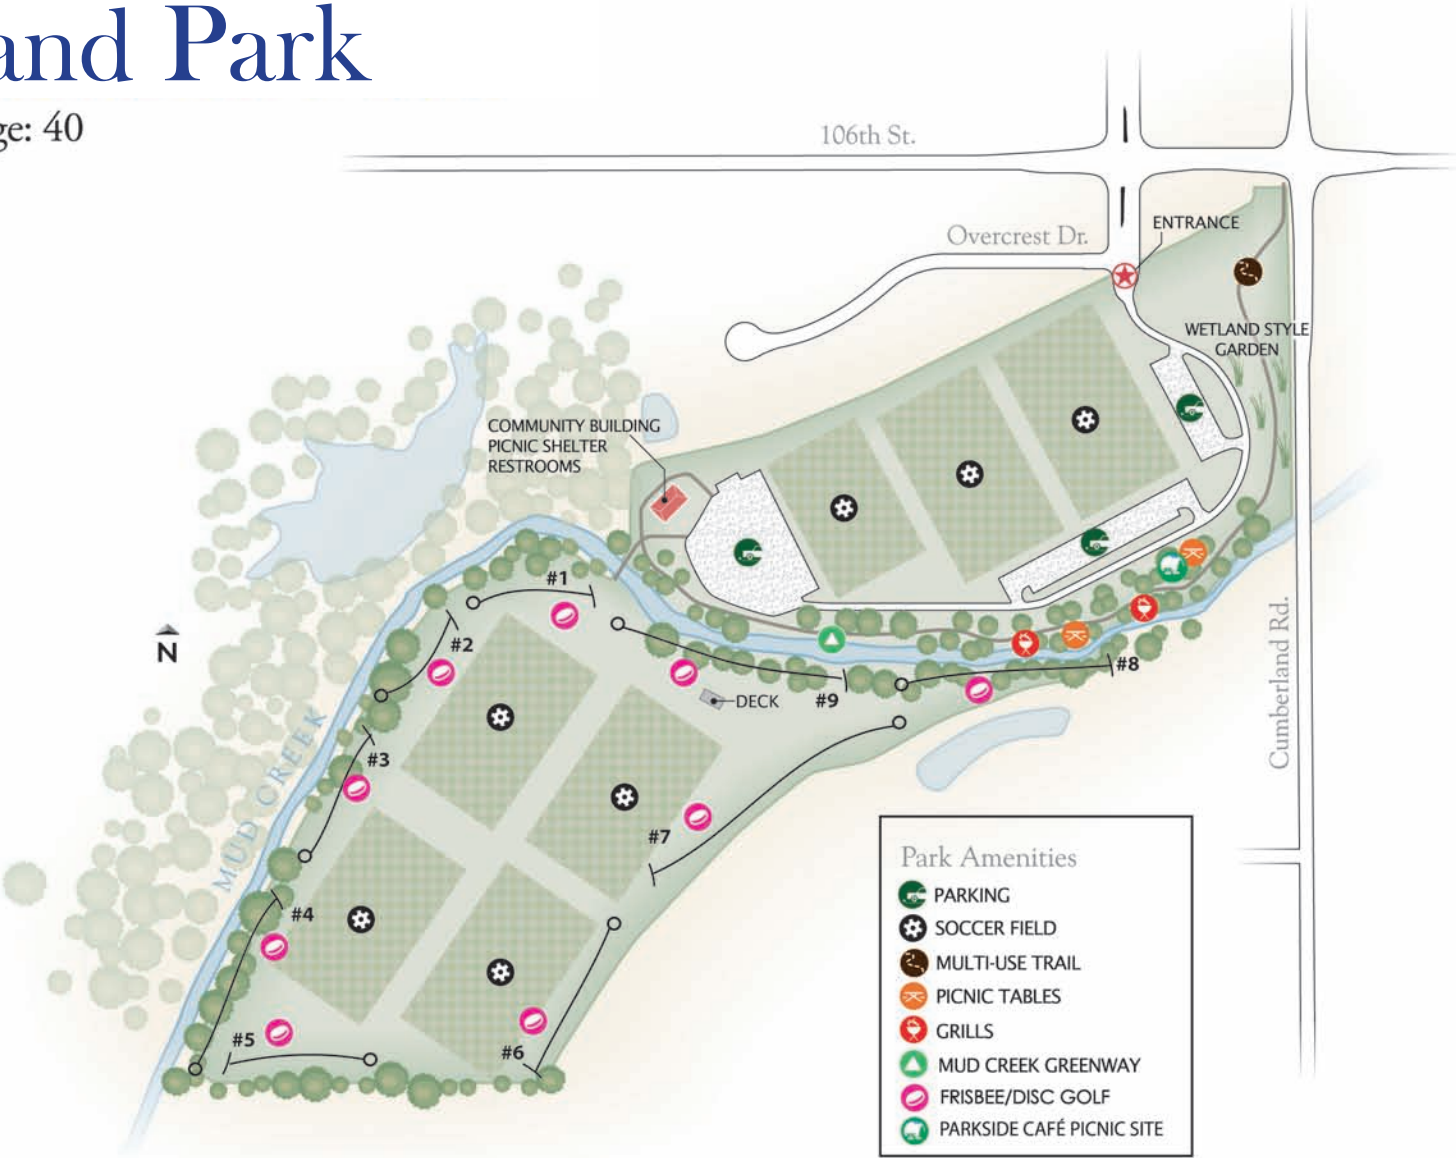 and Park
ge: 40
106th St.
Overcrest Dr.
ENTRANCE
WETLAND STYLE
GARDEN
COMMUNITY BUILDING
PICNIC SHELTER
RESTROOMS
#1
#2
#3
#4
#5
#6
#7
#8
#9
DECK
N
MUD CREEK
Cumberland Rd.
Park Amenities
PARKING
SOCCER FIELD
MULTI-USE TRAIL
PICNIC TABLES
GRILLS
MUD CREEK GREENWAY
FRISBEE/DISC GOLF
PARKSIDE CAFÉ PICNIC SITE